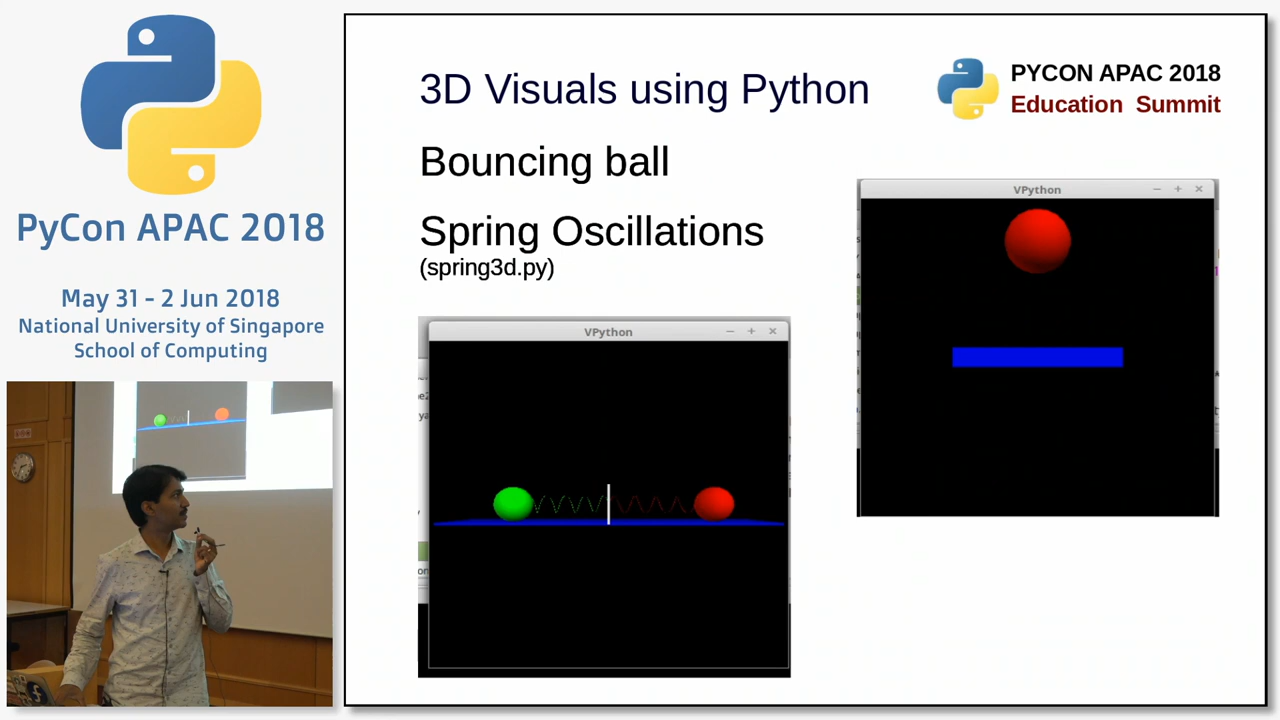 PyCon APAC 2018
May 31 - 2 Jun 2018
National University of Singapore
School of Computing
3D Visuals using Python
PYCON APAC 2018
Education Summit
Bouncing ball
Spring Oscillations
(spring3d.py)
VPython
VPython